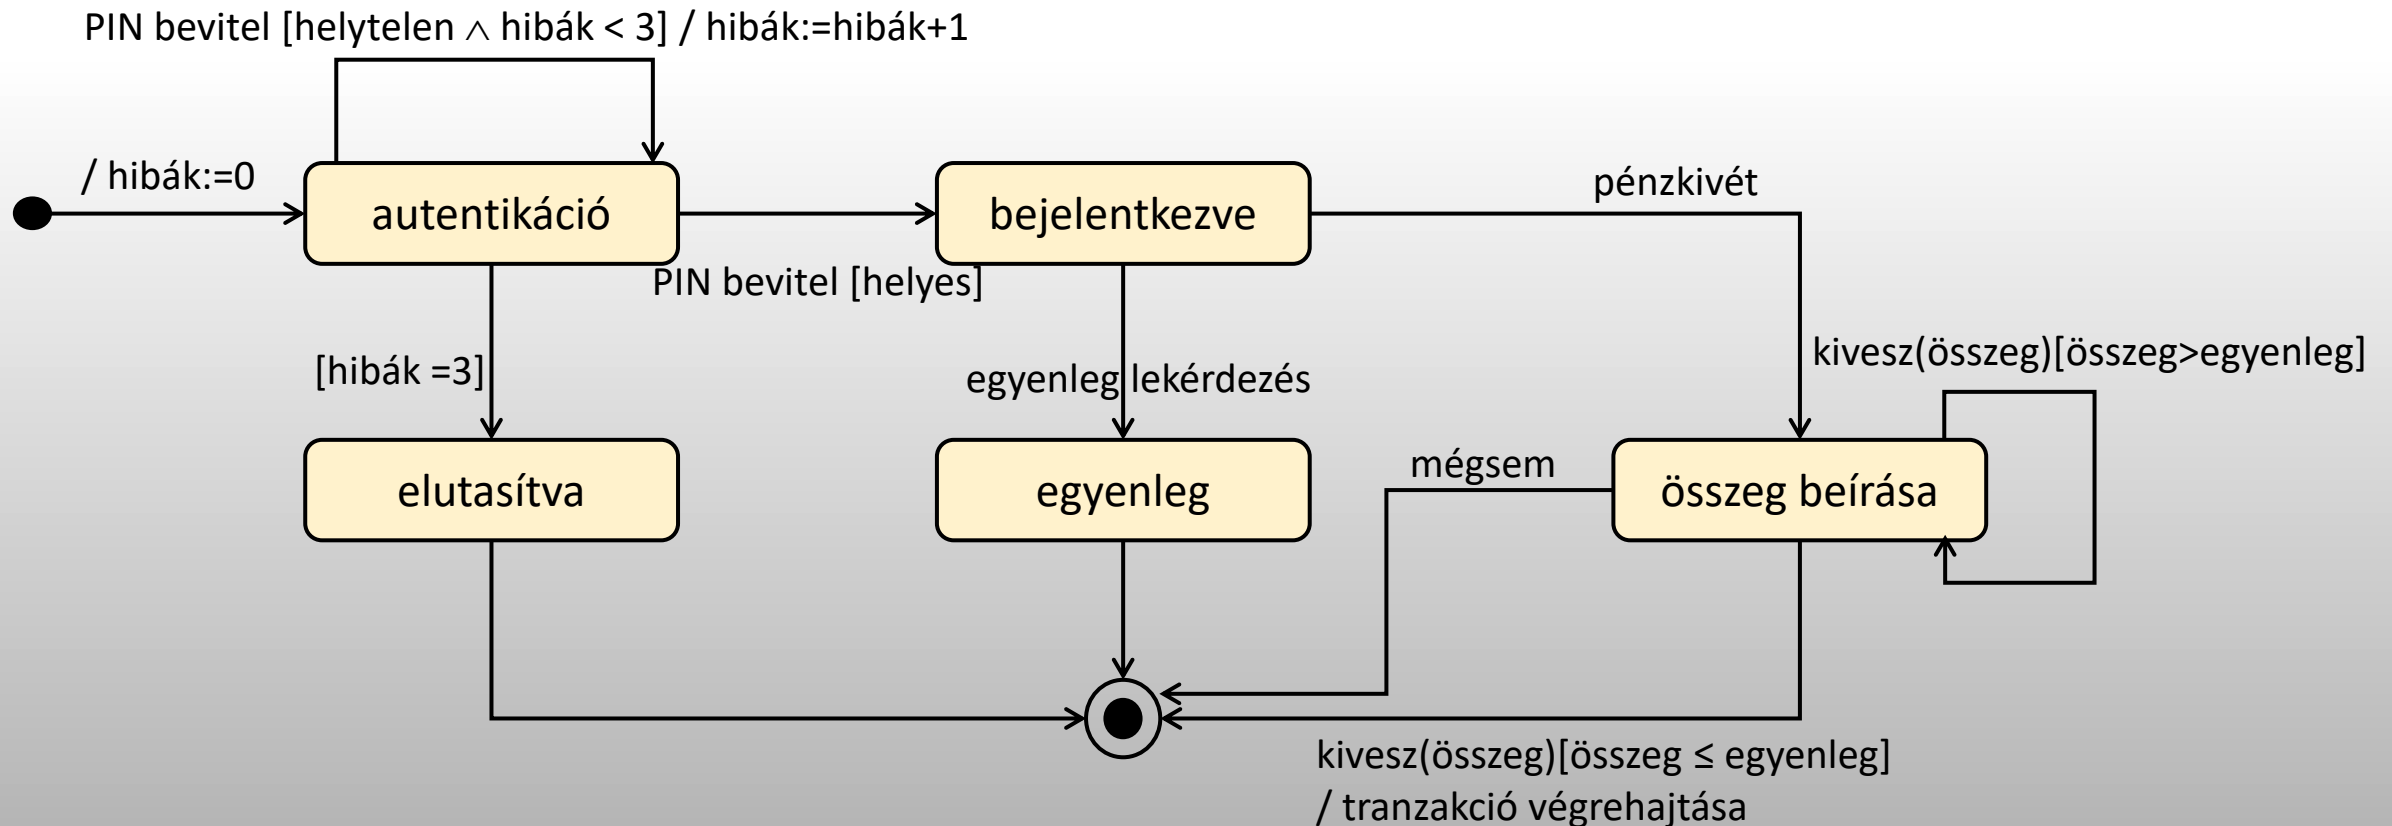 PIN bevitel [helytelen ∧ hibák < 3] / hibák:=hibák+1
/ hibák:=0
autentikáció
bejelentkezve
pénzkivét
PIN bevitel [helyes]
[hibák =3]
egyenleg lekérdezés
kivesz(összeg)[összeg>egyenleg]
elutasítva
egyenleg
mégsem
összeg beírása
kivesz(összeg)[összeg ≤ egyenleg]
/ tranzakció végrehajtása